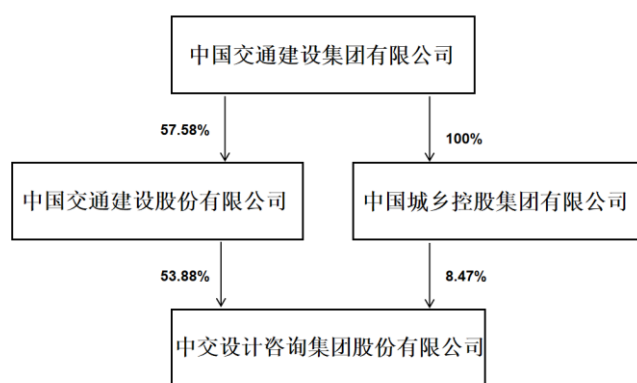 中国交通建设集团有限公司
57.58%
100%
中国交通建设股份有限公司
中国城乡控股集团有限公司
53.88%
8.47%
中交设计咨询集团股份有限公司